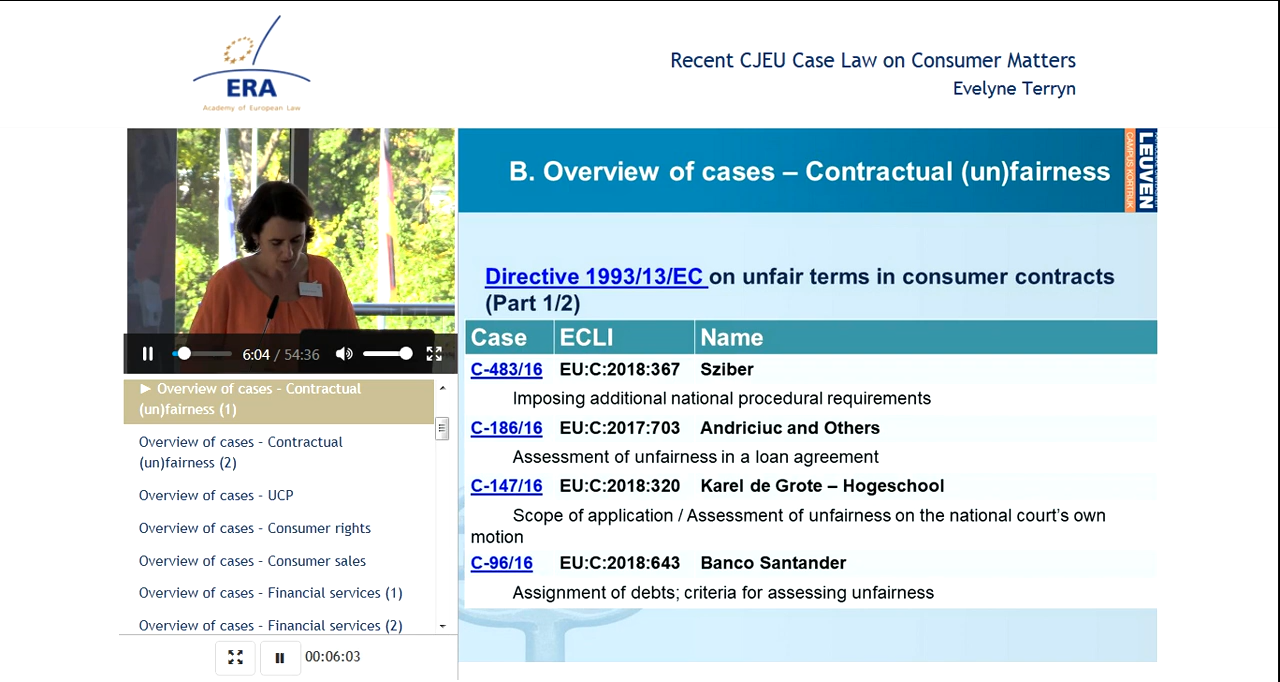 ERA
Academy of European Law
Recent CJEU Case Law on Consumer Matters
Evelyne Terryn
6:04 / 54:36
► Overview of cases - Contractual
(un)fairness (1)
Overview of cases - Contractual
(un)fairness (2)
Overview of cases - UCP
Overview of cases - Consumer rights
Overview of cases - Consumer sales
Overview of cases - Financial services (1)
Overview of cases - Financial services (2)
00:06:03
B. Overview of cases – Contractual (un)fairness
LEUVEN
CAMPUS KORTRIJK
Directive 1993/13/EC on unfair terms in consumer contracts
(Part 1/2)
Case ECLI Name
C-483/16 EU:C:2018:367 Sziber
Imposing additional national procedural requirements
C-186/16 EU:C:2017:703 Andriciuc and Others
Assessment of unfairness in a loan agreement
C-147/16 EU:C:2018:320 Karel de Grote – Hogeschool
Scope of application / Assessment of unfairness on the national court's own
motion
C-96/16 EU:C:2018:643 Banco Santander
Assignment of debts; criteria for assessing unfairness